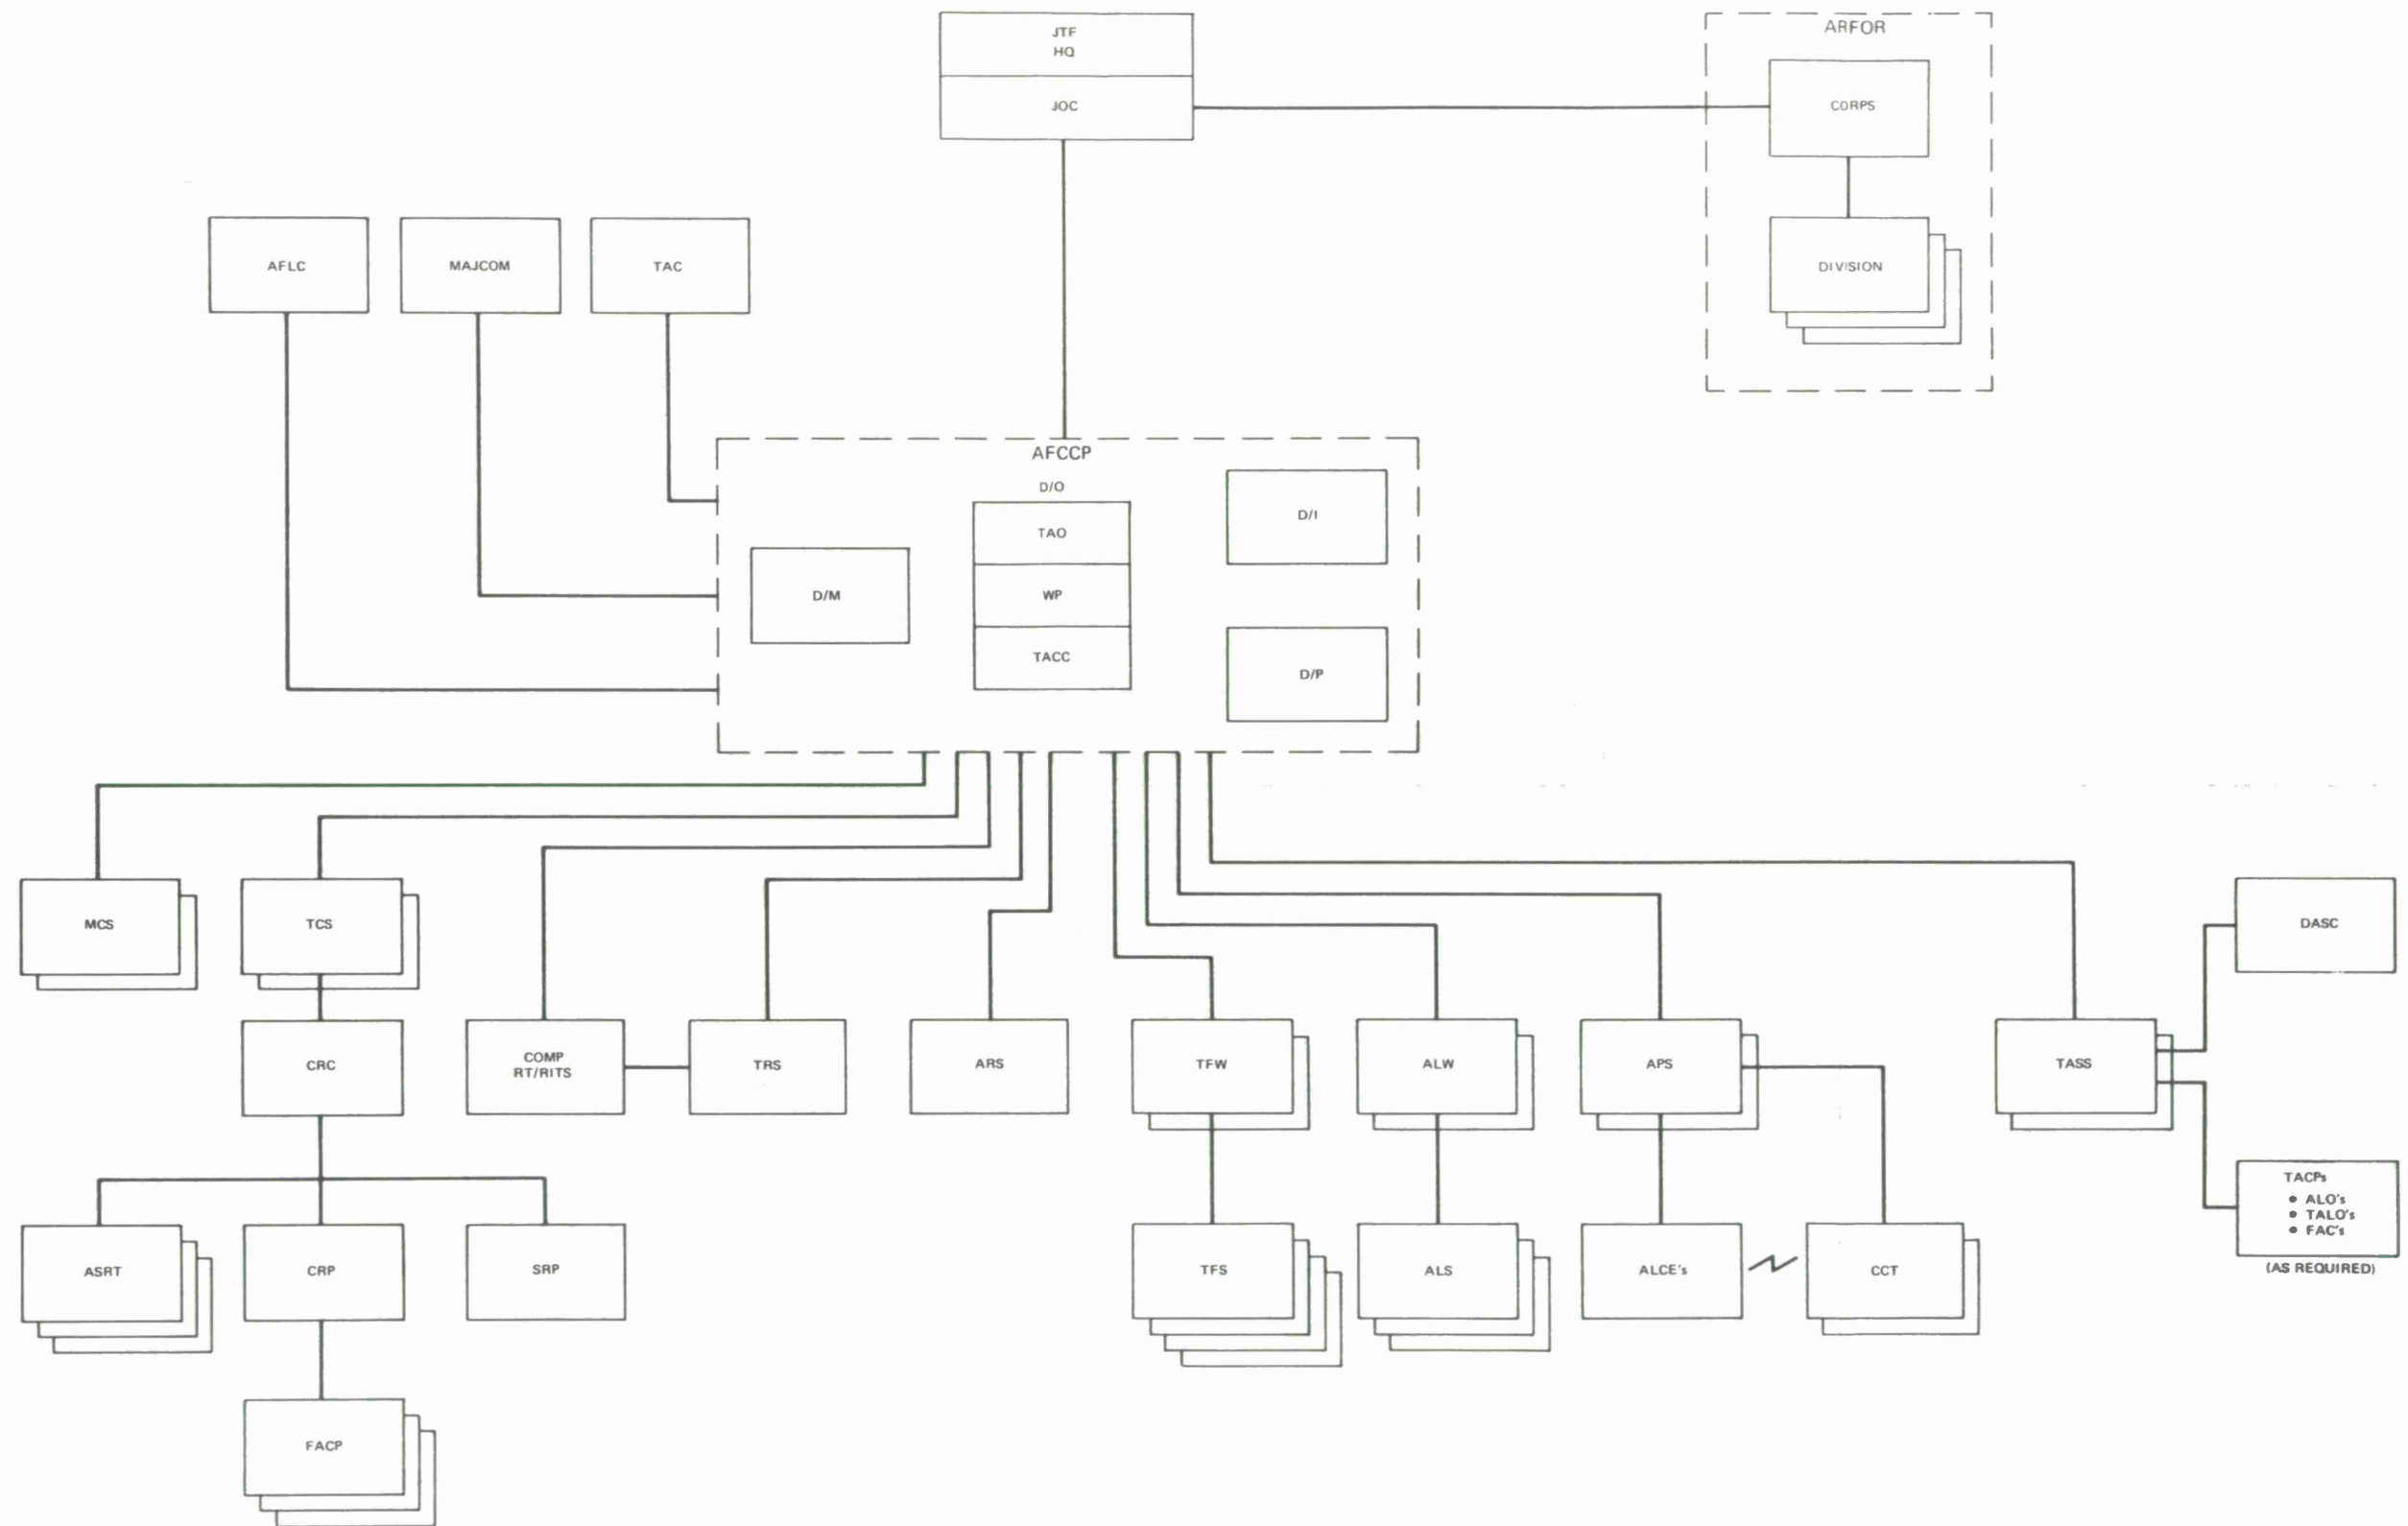 JTF
HQ
JOC
ARFOR
CORPS
DIVISION
AFLC
MAJCOM
TAC
AFCCP
D/O
TAO
WP
TACC
D/M
D/I
D/P
MCS
TCS
DASC
CRC
COMP
RT/RITS
TRS
ARS
TFW
ALW
APS
TASS
TACPs
• ALO's
• TALO's
• FAC's
(AS REQUIRED)
ASRT
CRP
SRP
TFS
ALS
ALCE's
CCT
FACP